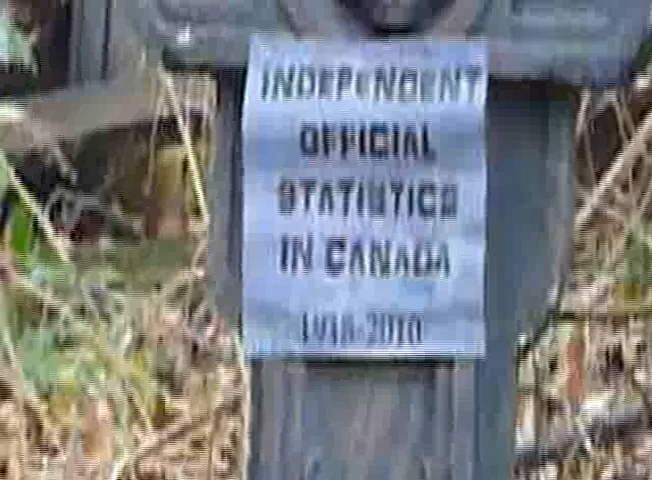 INDEPENDENT
OFFICIAL
STATISTICS
IN CANADA
1918-2010